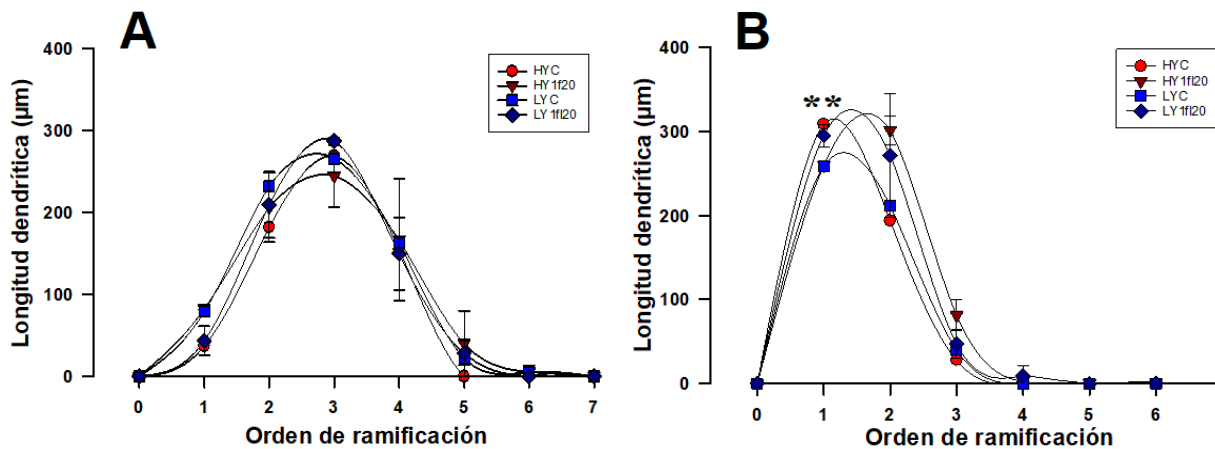 A
400
300
200
100
0
Longitud dendrítica (µm)
HYC
HY1fl20
LYC
LY1fl20
0 1 2 3 4 5 6 7
Orden de ramificación
B
400
300
200
100
0
Longitud dendrítica (µm)
**
HYC
HY1fl20
LYC
LY1fl20
0 1 2 3 4 5 6
Orden de ramificación